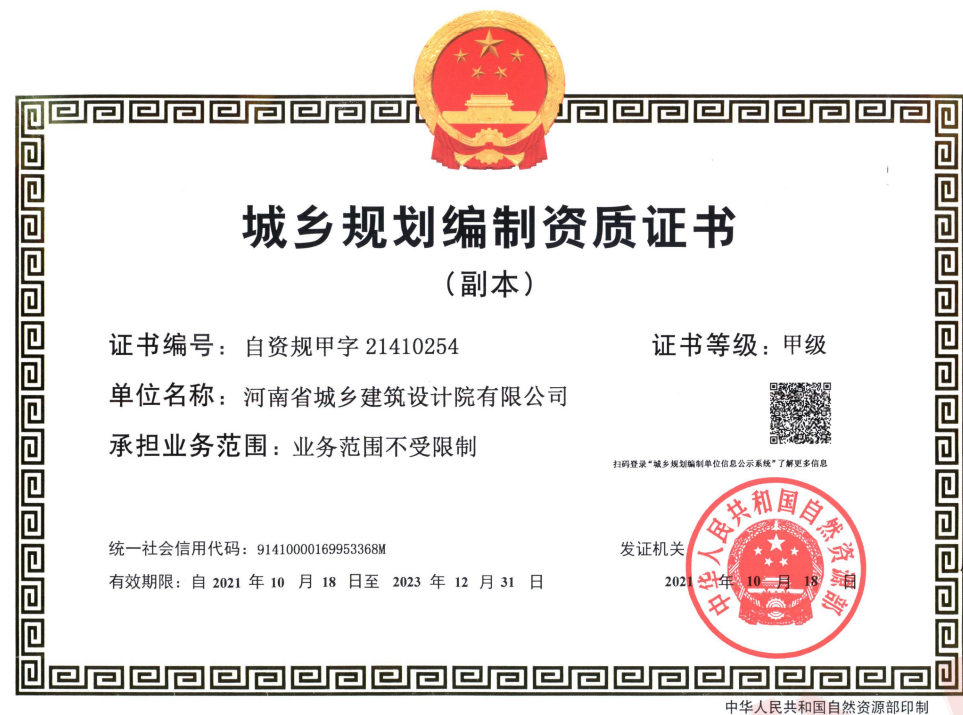 城乡规划编制资质证书
（副本）
证书编号：自资规甲字 21410254
证书等级：甲级
单位名称：河南省城乡建筑设计院有限公司
承担业务范围：业务范围不受限制
扫码登录“城乡规划编制单位信息公示系统”了解更多信息
统一社会信用代码：91410000169953368M
发证机关
有效期限：自 2021 年 10 月 18 日至 2023 年 12 月 31 日
2021 年 10 月 18 日
中华人民共和国自然资源部
中华人民共和国自然资源部印制